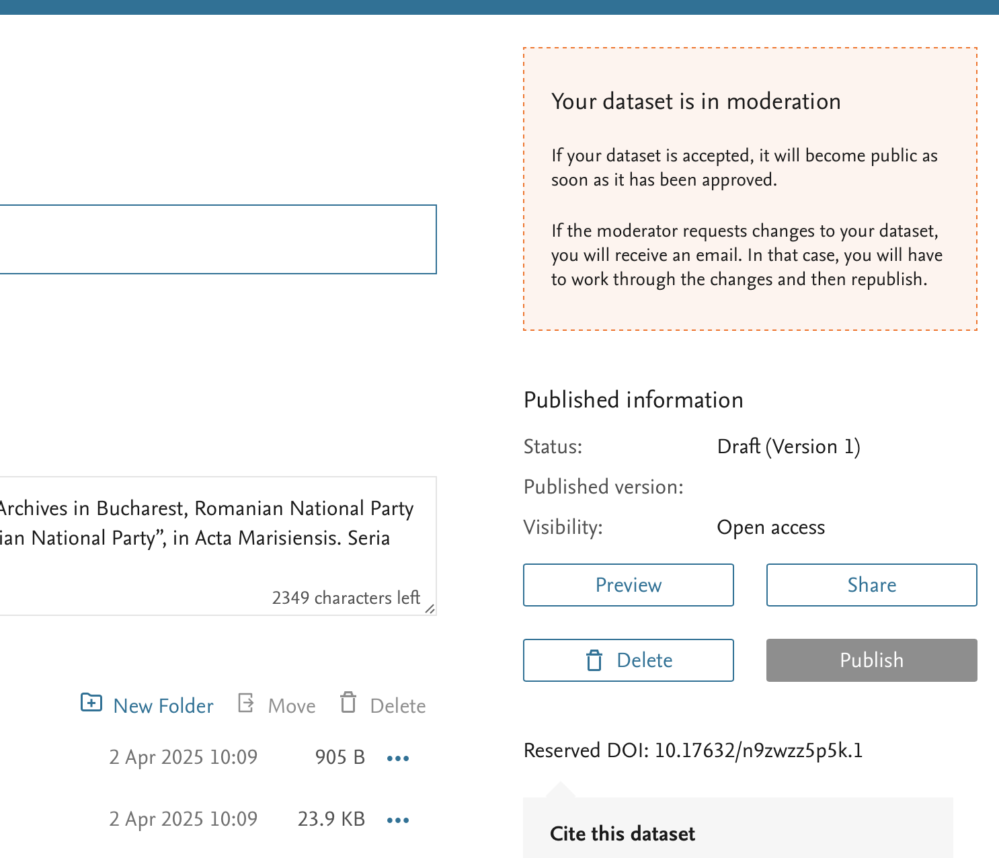 Your dataset is in moderation
If your dataset is accepted, it will become public as
soon as it has been approved.
If the moderator requests changes to your dataset,
you will receive an email. In that case, you will have
to work through the changes and then republish.
Published information
Status: Draft (Version 1)
Published version:
Visibility: Open access
Preview Share
Delete Publish
Reserved DOI: 10.17632/n9zwzz5p5k.1
Cite this dataset
Archives in Bucharest, Romanian National Party
ian National Party”, in Acta Marisiensis. Seria
2349 characters left
New Folder Move Delete
2 Apr 2025 10:09 905 B
2 Apr 2025 10:09 23.9 KB